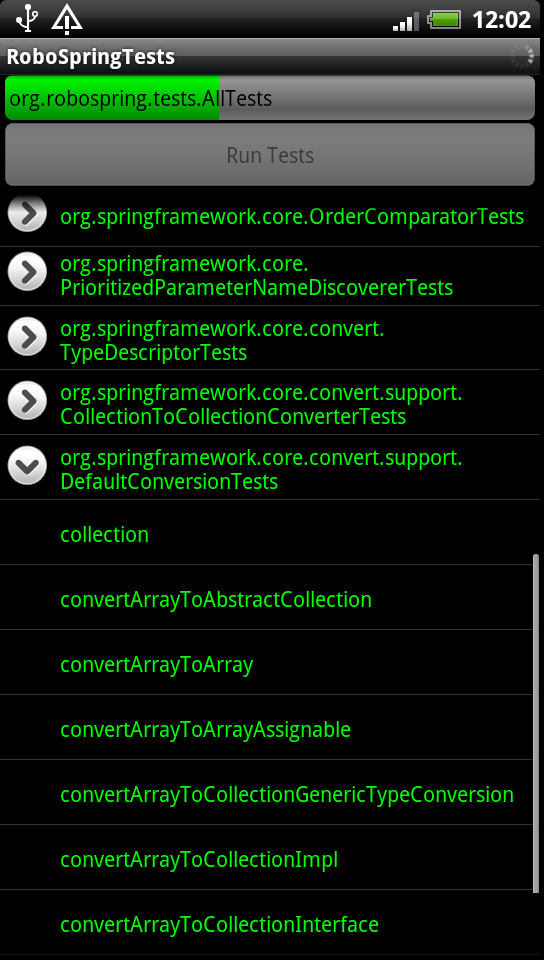 12:02
RoboSpringTests
org.robospring.tests.AllTests
Run Tests
org.springframework.core.OrderComparatorTests
org.springframework.core.
PrioritizedParameterNameDiscovererTests
org.springframework.core.convert.
TypeDescriptorTests
org.springframework.core.convert.support.
CollectionToCollectionConverterTests
org.springframework.core.convert.support.
DefaultConversionTests
collection
convertArrayToAbstractCollection
convertArrayToArray
convertArrayToArrayAssignable
convertArrayToCollectionGenericTypeConversion
convertArrayToCollectionImpl
convertArrayToCollectionInterface